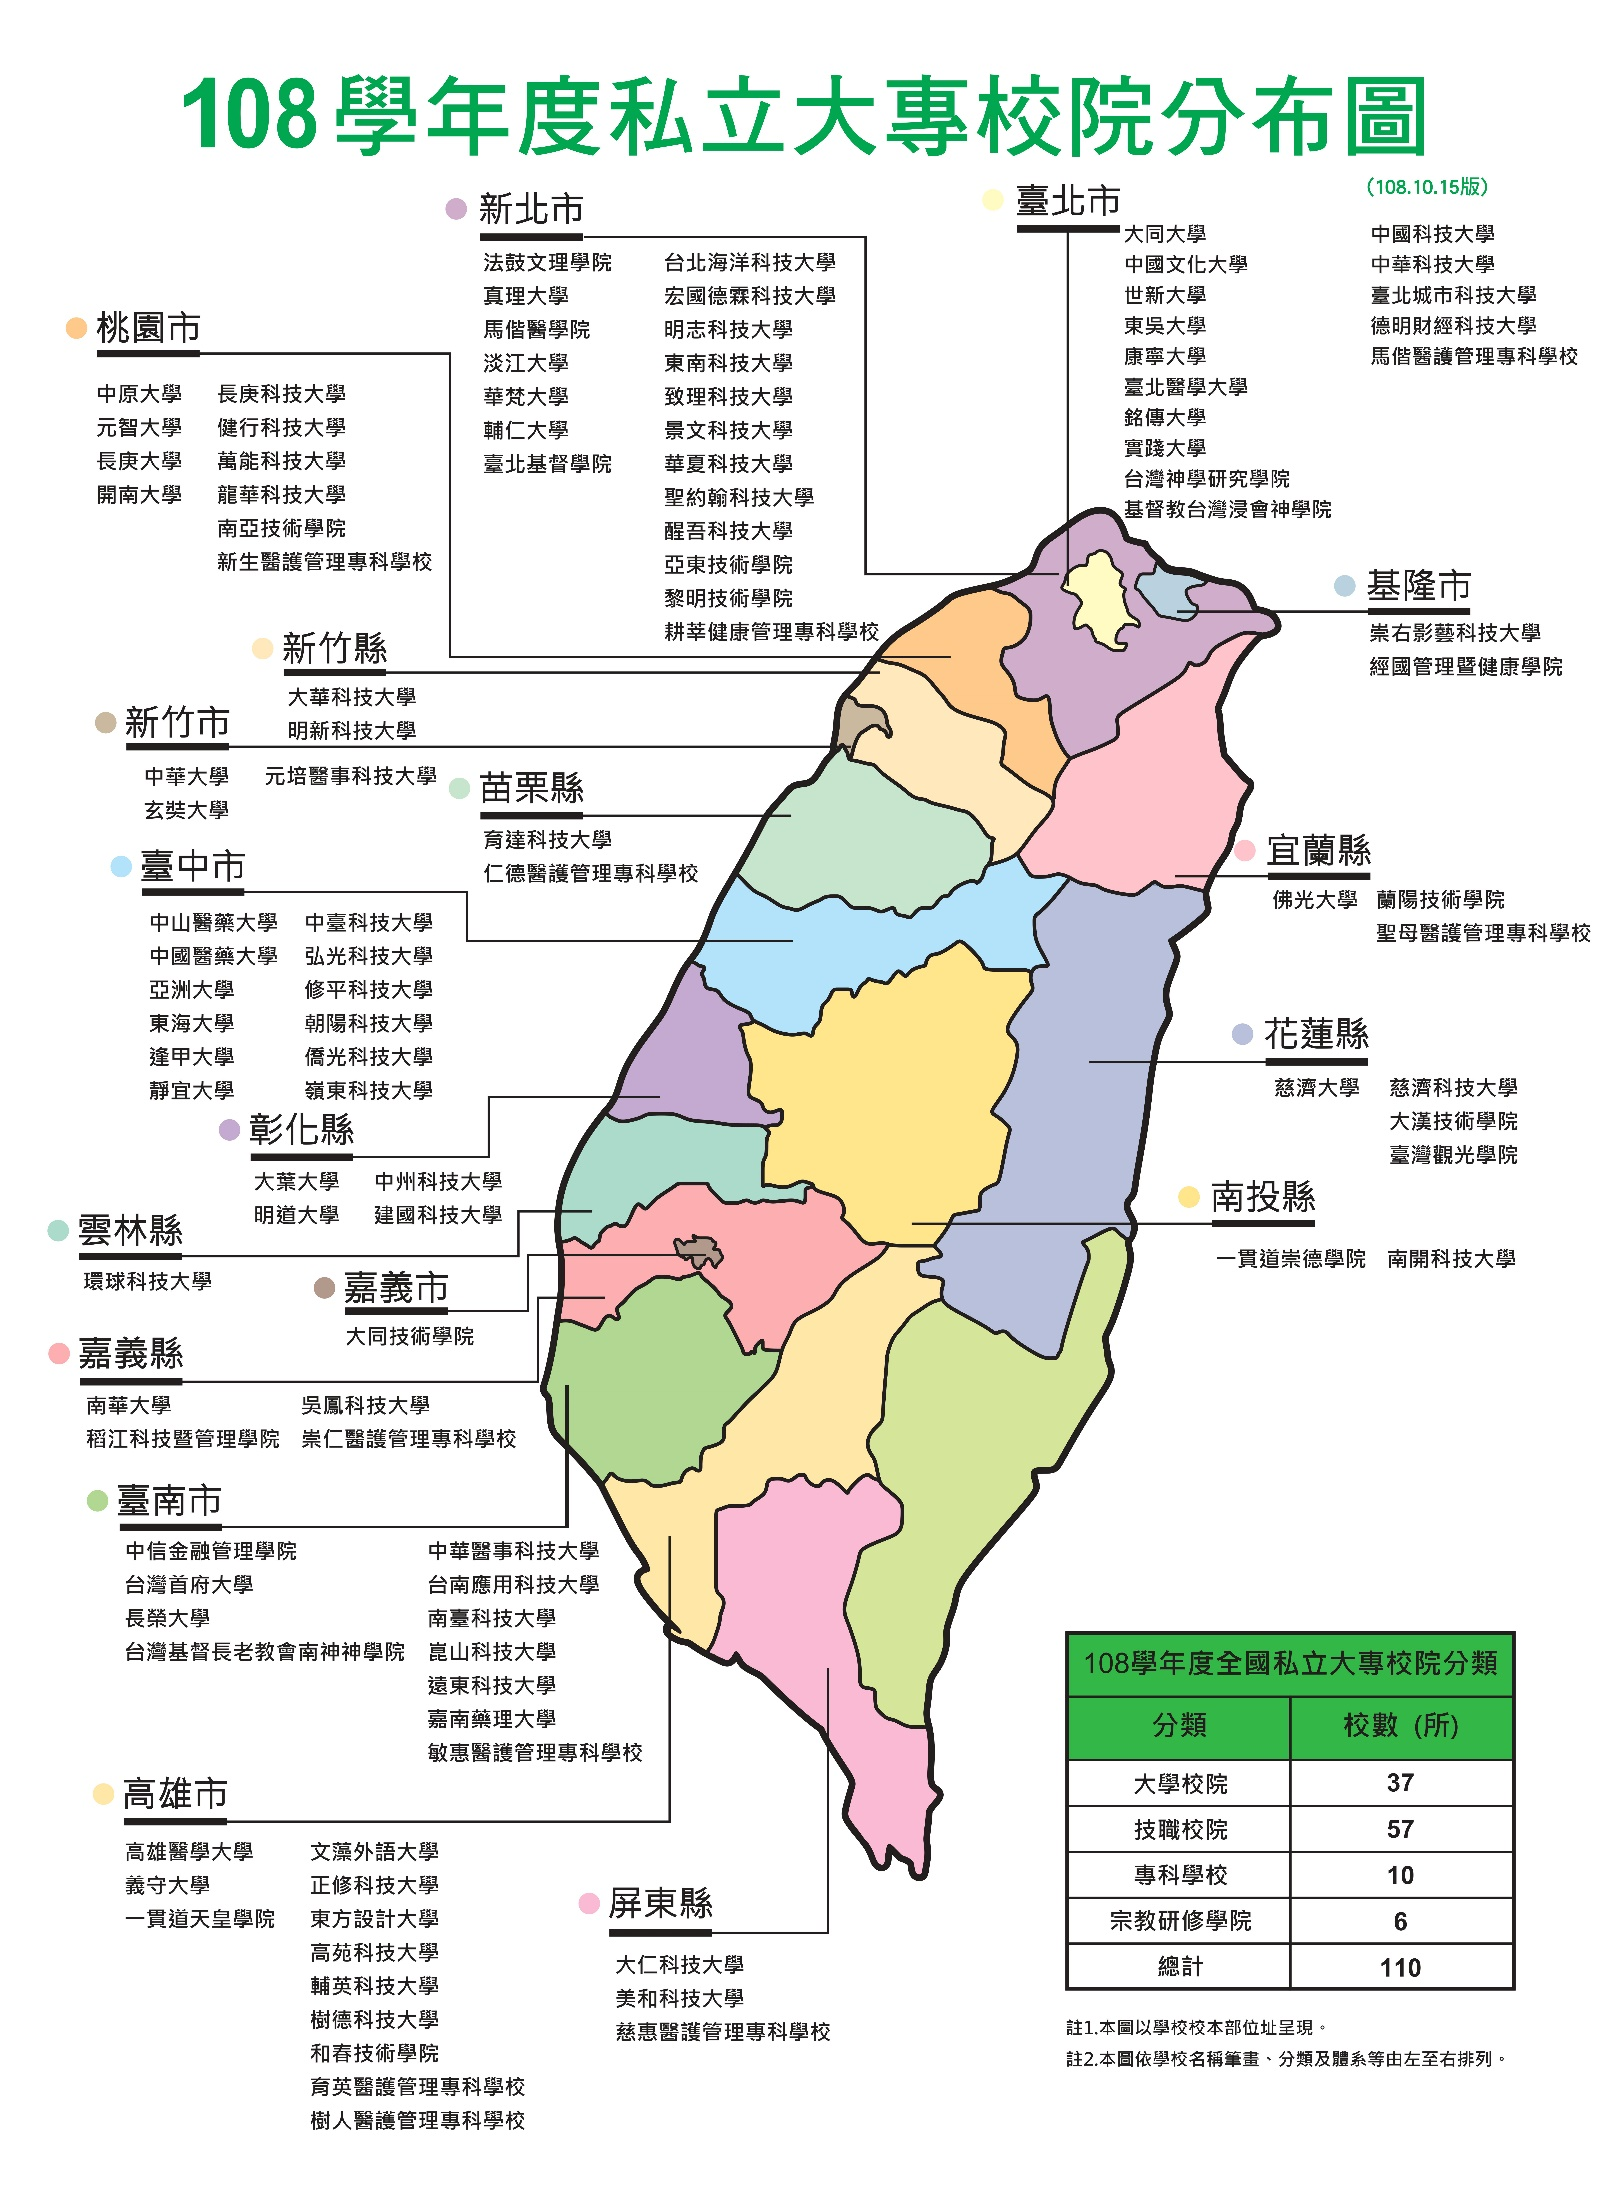 108學年度私立大專校院分布圖
（108.10.15版）
新北市
法鼓文理學院 台北海洋科技大學
真理大學 宏國德霖科技大學
馬偕醫學院 明志科技大學
淡江大學 東南科技大學
華梵大學 致理科技大學
輔仁大學 景文科技大學
臺北基督學院 華夏科技大學
聖約翰科技大學
醒吾科技大學
亞東技術學院
黎明技術學院
耕莘健康管理專科學校
臺北市
大同大學 中國科技大學
中國文化大學 中華科技大學
世新大學 臺北城市科技大學
東吳大學 德明財經科技大學
康寧大學 馬偕醫護管理專科學校
臺北醫學大學
銘傳大學
實踐大學
台灣神學研究學院
基督教台灣浸會神學院
桃園市
中原大學 長庚科技大學
元智大學 健行科技大學
長庚大學 萬能科技大學
開南大學 龍華科技大學
南亞技術學院
新生醫護管理專科學校
基隆市
崇右影藝科技大學
經國管理暨健康學院
新竹縣
大華科技大學
明新科技大學
新竹市
中華大學 元培醫事科技大學
玄奘大學
苗栗縣
育達科技大學
仁德醫護管理專科學校
臺中市
中山醫藥大學 中臺科技大學
中國醫藥大學 弘光科技大學
亞洲大學 修平科技大學
東海大學 朝陽科技大學
逢甲大學 僑光科技大學
靜宜大學 嶺東科技大學
宜蘭縣
佛光大學 蘭陽技術學院
聖母醫護管理專科學校
花蓮縣
慈濟大學 慈濟科技大學
大漢技術學院
臺灣觀光學院
彰化縣
大葉大學 中州科技大學
明道大學 建國科技大學
南投縣
一貫道崇德學院 南開科技大學
雲林縣
環球科技大學
嘉義市
大同技術學院
嘉義縣
南華大學 吳鳳科技大學
稻江科技暨管理學院 崇仁醫護管理專科學校
臺南市
中信金融管理學院 中華醫事科技大學
台灣首府大學 台南應用科技大學
長榮大學 南臺科技大學
台灣基督長老教會南神神學院 崑山科技大學
遠東科技大學
嘉南藥理大學
敏惠醫護管理專科學校
高雄市
高雄醫學大學 文藻外語大學
義守大學 正修科技大學
一貫道天皇學院 東方設計大學
高苑科技大學
輔英科技大學
樹德科技大學
和春技術學院
育英醫護管理專科學校
樹人醫護管理專科學校
屏東縣
大仁科技大學
美和科技大學
慈惠醫護管理專科學校
108學年度全國私立大專校院分類
分類 校數 (所)
大學校院 37
技職校院 57
專科學校 10
宗教研修學院 6
總計 110
註1.本圖以學校校本部位址呈現。
註2.本圖依學校名稱筆畫、分類及體系等由左至右排列。